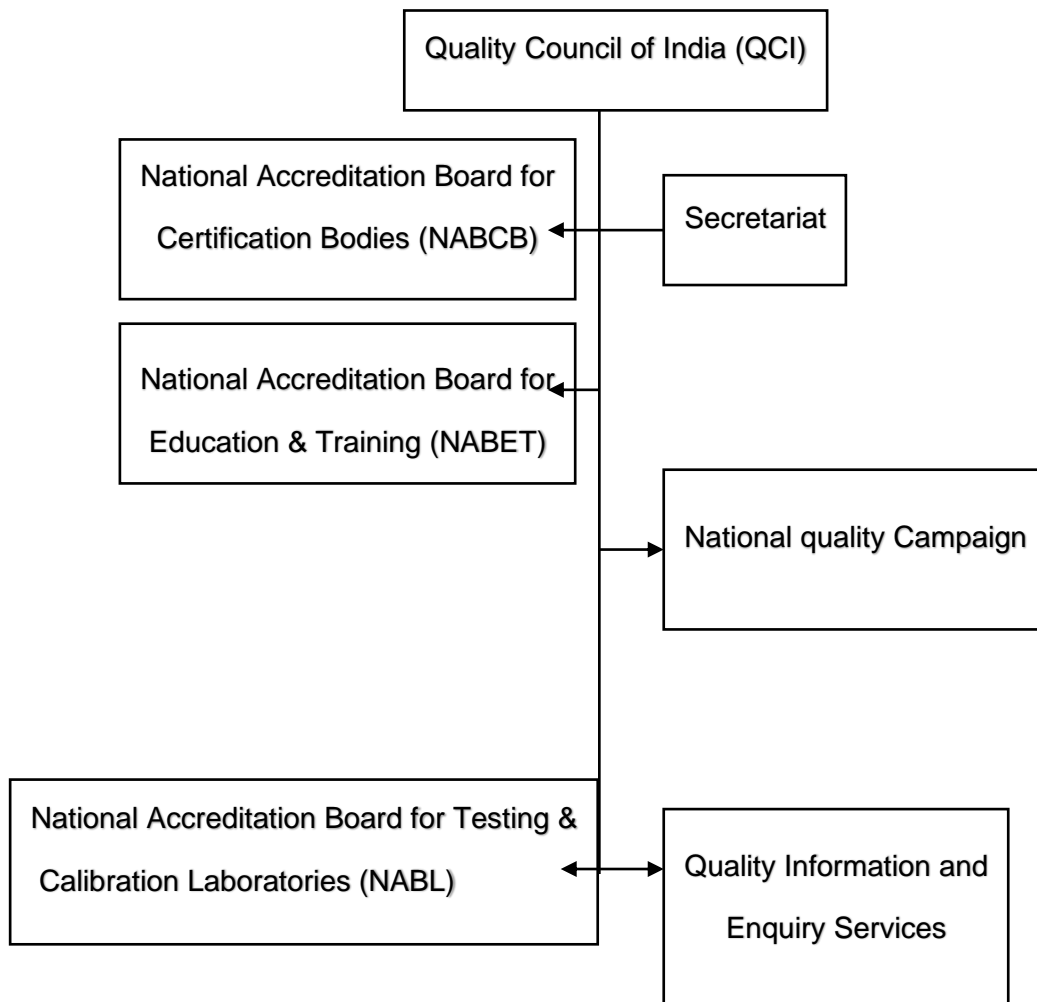 Quality Council of India (QCI)
National Accreditation Board for
Certification Bodies (NABCB)
Secretariat
National Accreditation Board for
Education & Training (NABET)
National quality Campaign
National Accreditation Board for Testing &
Calibration Laboratories (NABL)
Quality Information and
Enquiry Services